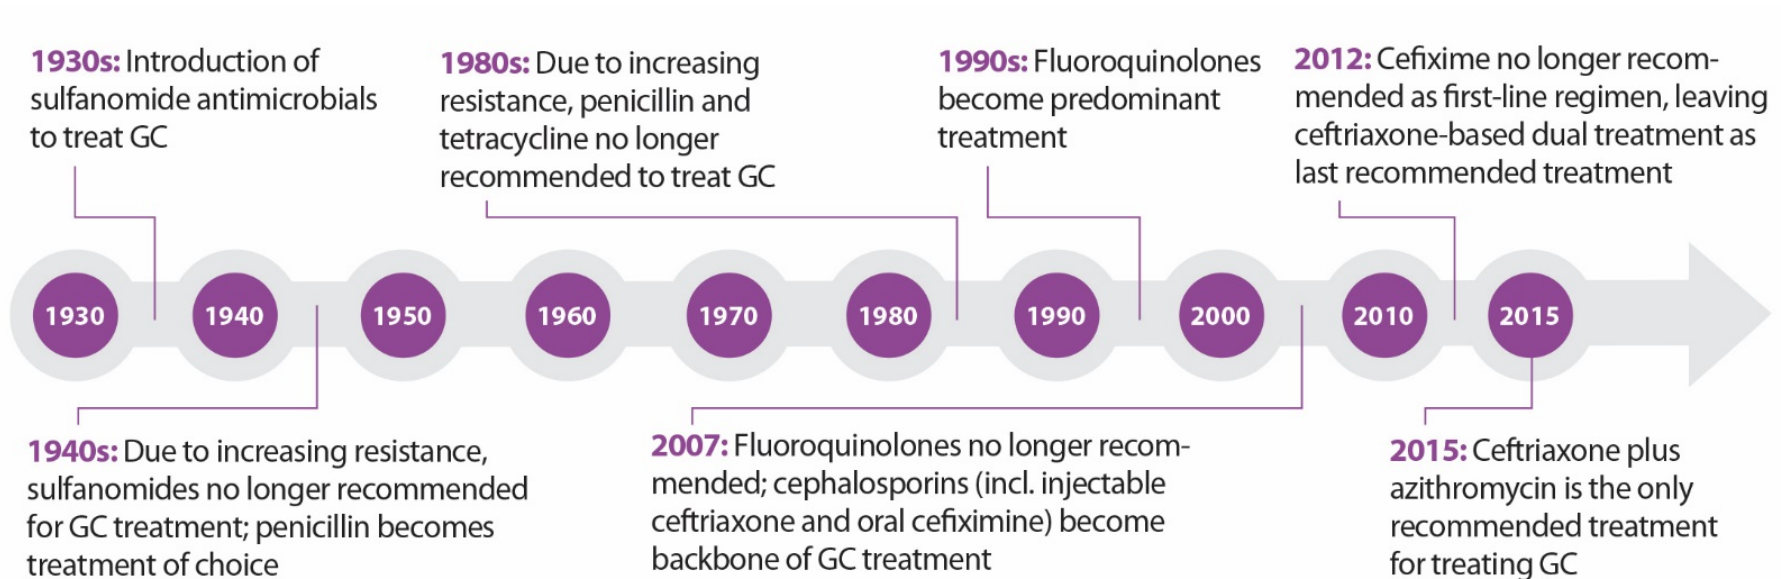 1930s: Introduction of
sulfanomide antimicrobials
to treat GC
1980s: Due to increasing
resistance, penicillin and
tetracycline no longer
recommended to treat GC
1990s: Fluoroquinolones
become predominant
treatment
2012: Cefixime no longer recom-
mended as first-line regimen, leaving
ceftriaxone-based dual treatment as
last recommended treatment
1930
1940
1950
1960
1970
1980
1990
2000
2010
2015
1940s: Due to increasing resistance,
sulfanomides no longer recommended
for GC treatment; penicillin becomes
treatment of choice
2007: Fluoroquinolones no longer recom-
mended; cephalosporins (incl. injectable
ceftriaxone and oral cefiximine) become
backbone of GC treatment
2015: Ceftriaxone plus
azithromycin is the only
recommended treatment
for treating GC